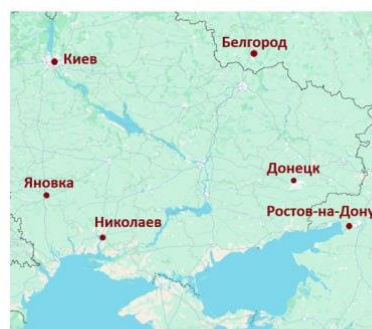 Белгород
Киев
Донецк
Яновка
Ростов-на-Дону
Николаев